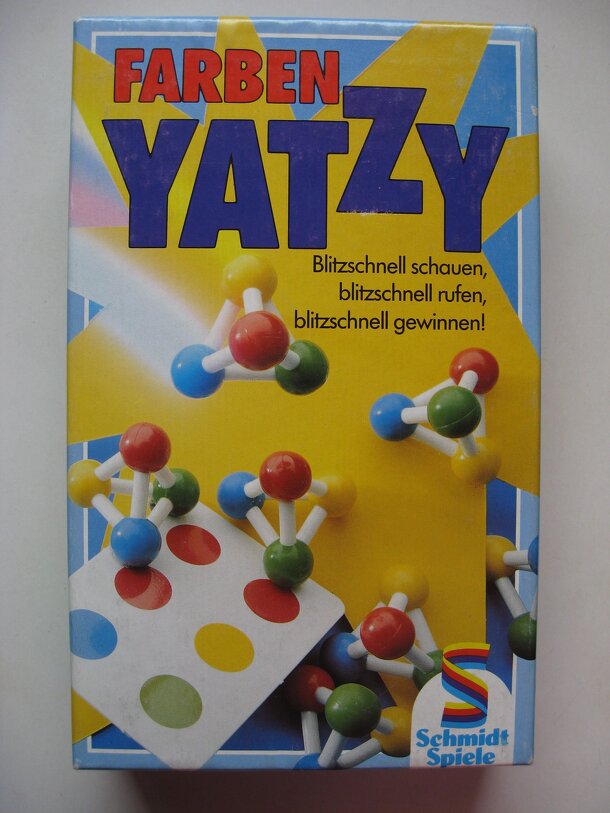 FARBEN
YATZY
Blitzschnell schauen,
blitzschnell rufen,
blitzschnell gewinnen!
Schmidt
Spiele